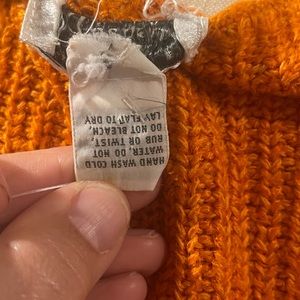 HAND WASH COLD
WATER, DO NOT
RUB OR TWIST,
DO NOT BLEACH,
LAY FLAT TO DRY